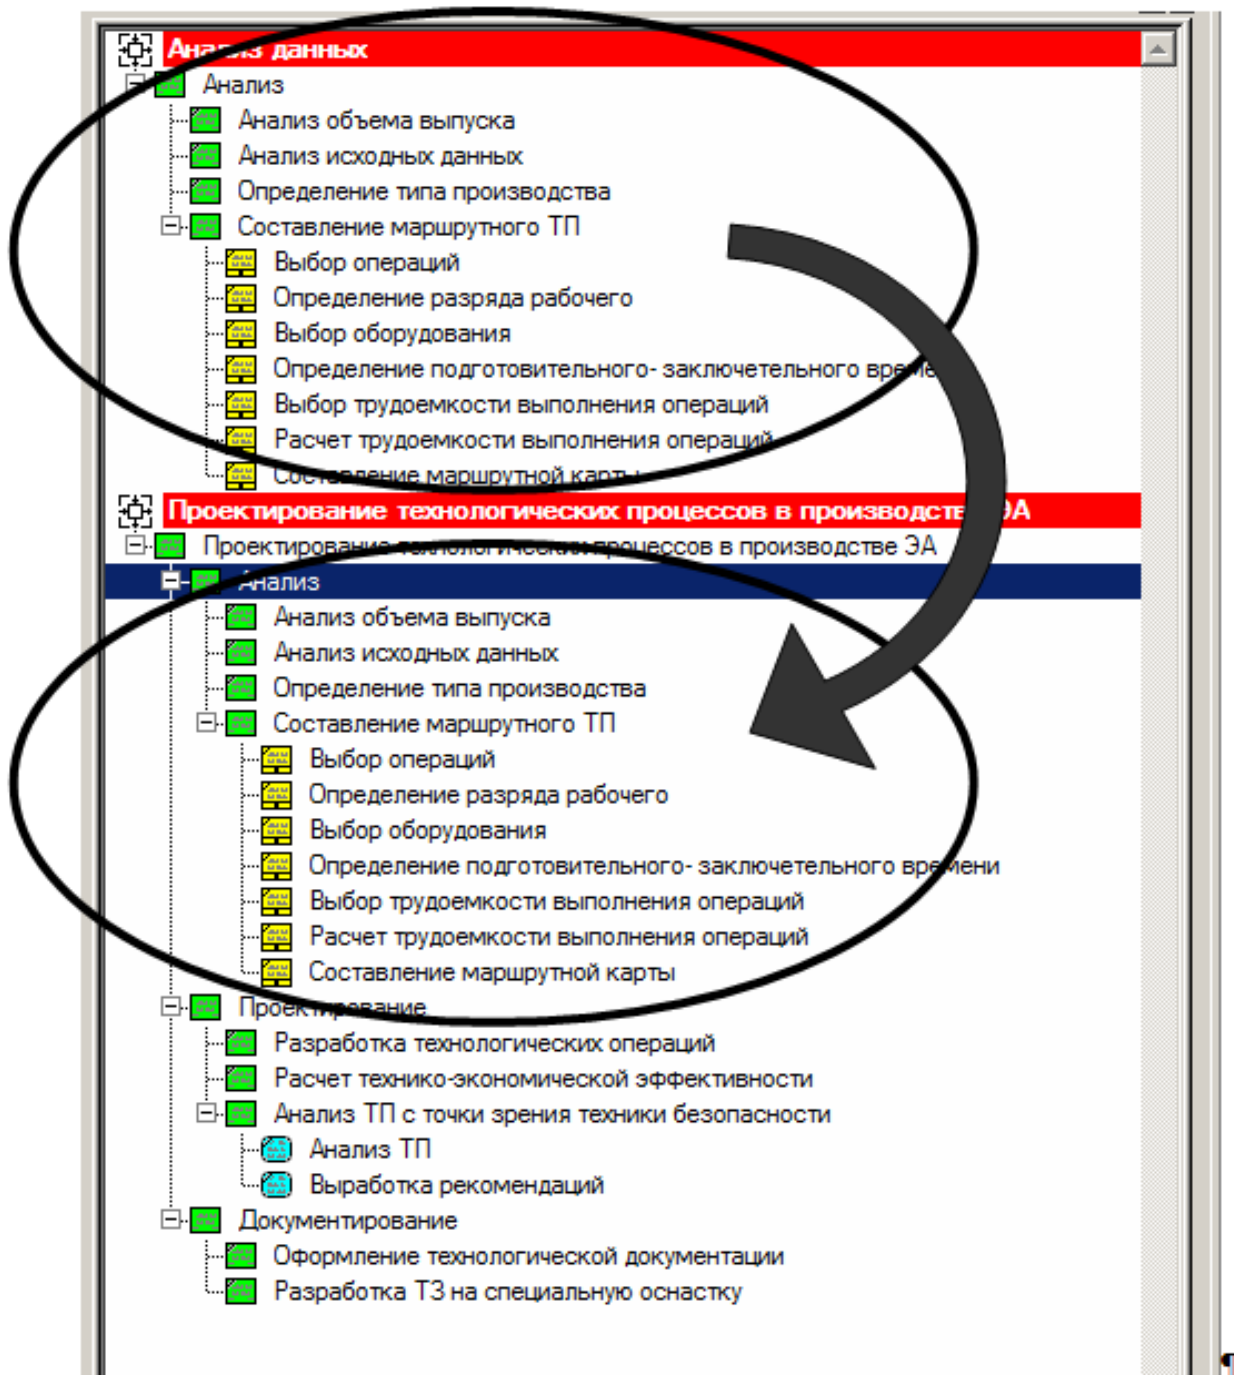 Анализ данных
Анализ
Анализ объема выпуска
Анализ исходных данных
Определение типа производства
Составление маршрутного ТП
Выбор операций
Определение разряда рабочего
Выбор оборудования
Определение подготовительного- заключетельного време
Выбор трудоемкости выполнения операций
Расчет трудоемкости выполнения операций
Составление маршрутной карты
Проектирование технологических процессов в производстве ЭА
Проектирование технологических процессов в производстве ЭА
Анализ
Анализ объема выпуска
Анализ исходных данных
Определение типа производства
Составление маршрутного ТП
Выбор операций
Определение разряда рабочего
Выбор оборудования
Определение подготовительного- заключетельного времени
Выбор трудоемкости выполнения операций
Расчет трудоемкости выполнения операций
Составление маршрутной карты
Проектирование
Разработка технологических операций
Расчет технико-экономической эффективности
Анализ ТП с точки зрения техники безопасности
Анализ ТП
Выработка рекомендаций
Документирование
Оформление технологической документации
Разработка ТЗ на специальную оснастку